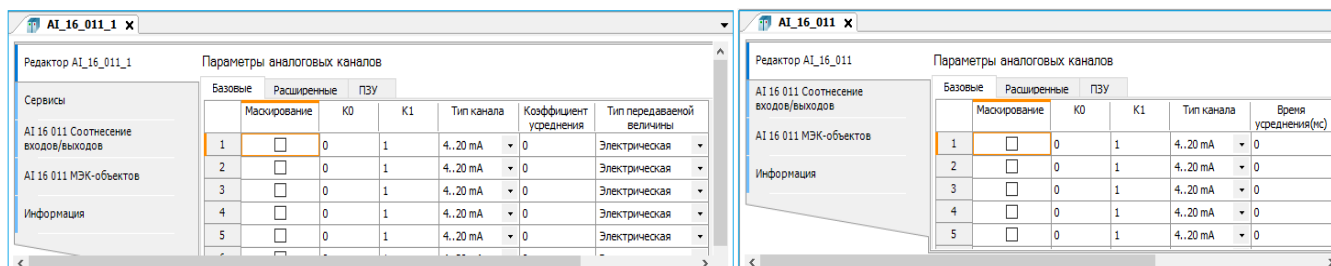 AI_16_011_1 X
Редактор AI_16_011_1
Сервисы
AI 16 011 Соотнесение
входов/выходов
AI 16 011 МЭК-объектов
Информация
Параметры аналоговых каналов
Базовые Расширенные ПЗУ
Маскирование K0 K1 Тип канала Коэффициент усреднения Тип передаваемой величины
1 0 1 4..20 mA 0 Электрическая
2 0 1 4..20 mA 0 Электрическая
3 0 1 4..20 mA 0 Электрическая
4 0 1 4..20 mA 0 Электрическая
5 0 1 4..20 mA 0 Электрическая
AI_16_011 X
Редактор AI_16_011
AI 16 011 Соотнесение
входов/выходов
AI 16 011 МЭК-объектов
Информация
Параметры аналоговых каналов
Базовые Расширенные ПЗУ
Маскирование K0 K1 Тип канала Время усреднения(мс)
1 0 1 4..20 mA 0
2 0 1 4..20 mA 0
3 0 1 4..20 mA 0
4 0 1 4..20 mA 0
5 0 1 4..20 mA 0